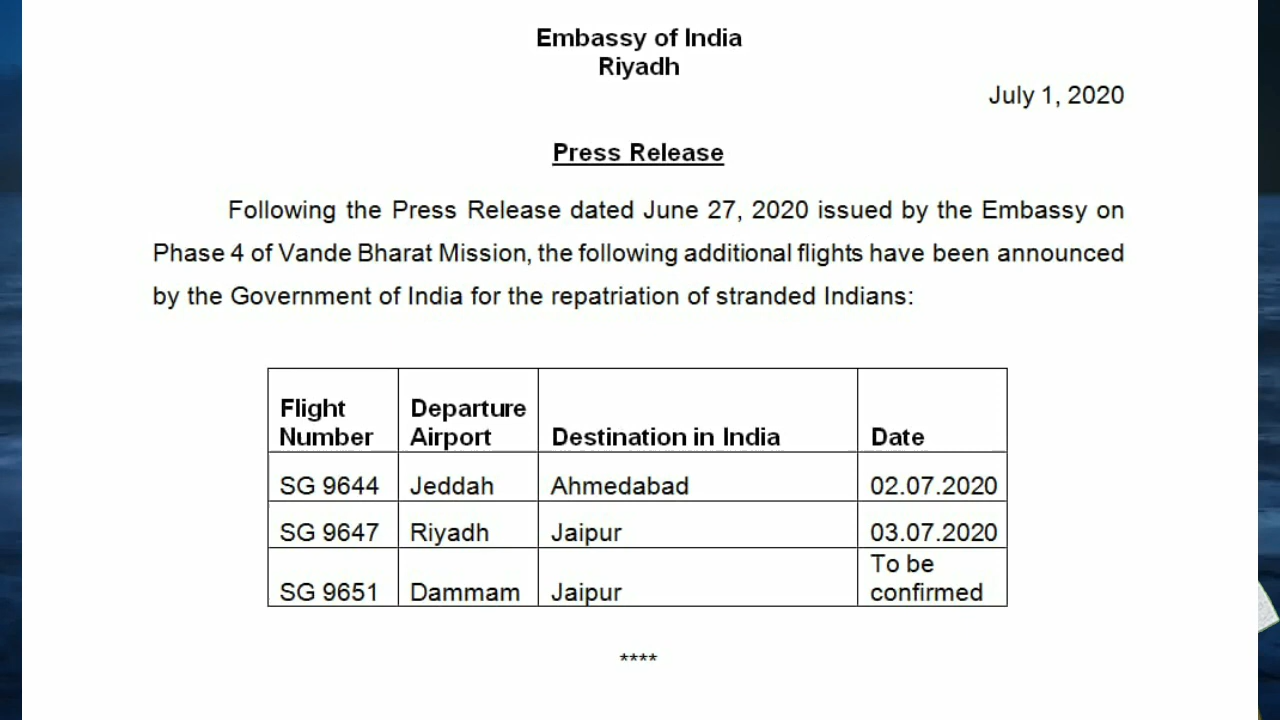 Embassy of India
Riyadh
July 1, 2020
Press Release
Following the Press Release dated June 27, 2020 issued by the Embassy on
Phase 4 of Vande Bharat Mission, the following additional flights have been announced
by the Government of India for the repatriation of stranded Indians:
Flight Number Departure Airport Destination in India Date
SG 9644 Jeddah Ahmedabad 02.07.2020
SG 9647 Riyadh Jaipur 03.07.2020
SG 9651 Dammam Jaipur To be confirmed
****